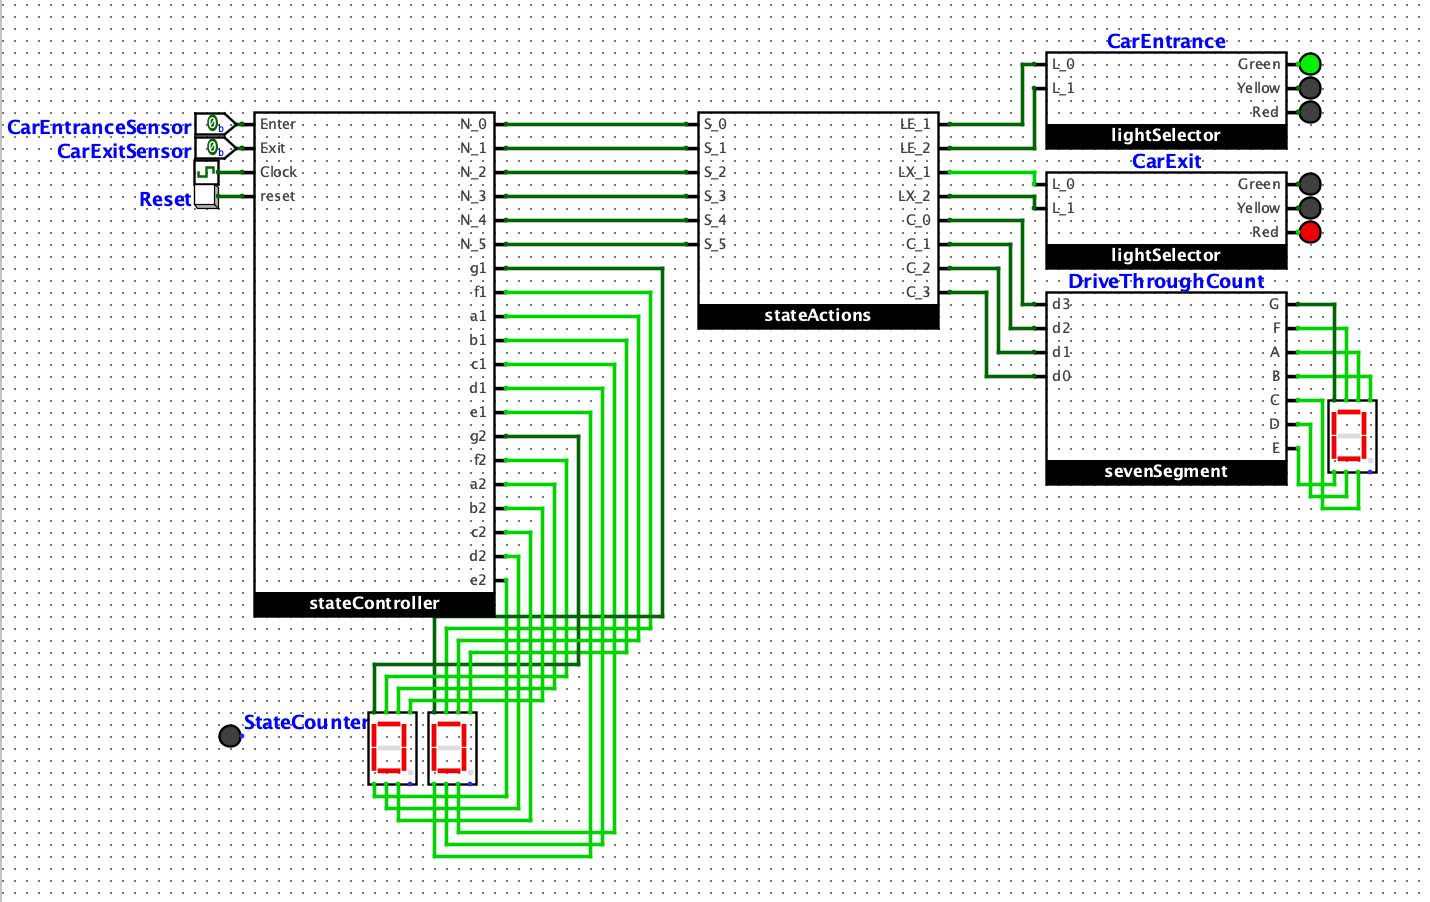 CarEntranceSensor
0b
CarExitSensor
0b
Reset
Enter
Exit
Clock
reset
N_0
N_1
N_2
N_3
N_4
N_5
g1
f1
a1
b1
c1
d1
e1
g2
f2
a2
b2
c2
d2
e2
stateController
S_0
S_1
S_2
S_3
S_4
S_5
LE_1
LE_2
LX_1
LX_2
C_0
C_1
C_2
C_3
stateActions
CarEntrance
L_0
L_1
Green
Yellow
Red
lightSelector
CarExit
L_0
L_1
Green
Yellow
Red
lightSelector
DriveThroughCount
d3
d2
d1
d0
G
F
A
B
C
D
E
sevenSegment
0
StateCounter
0 0